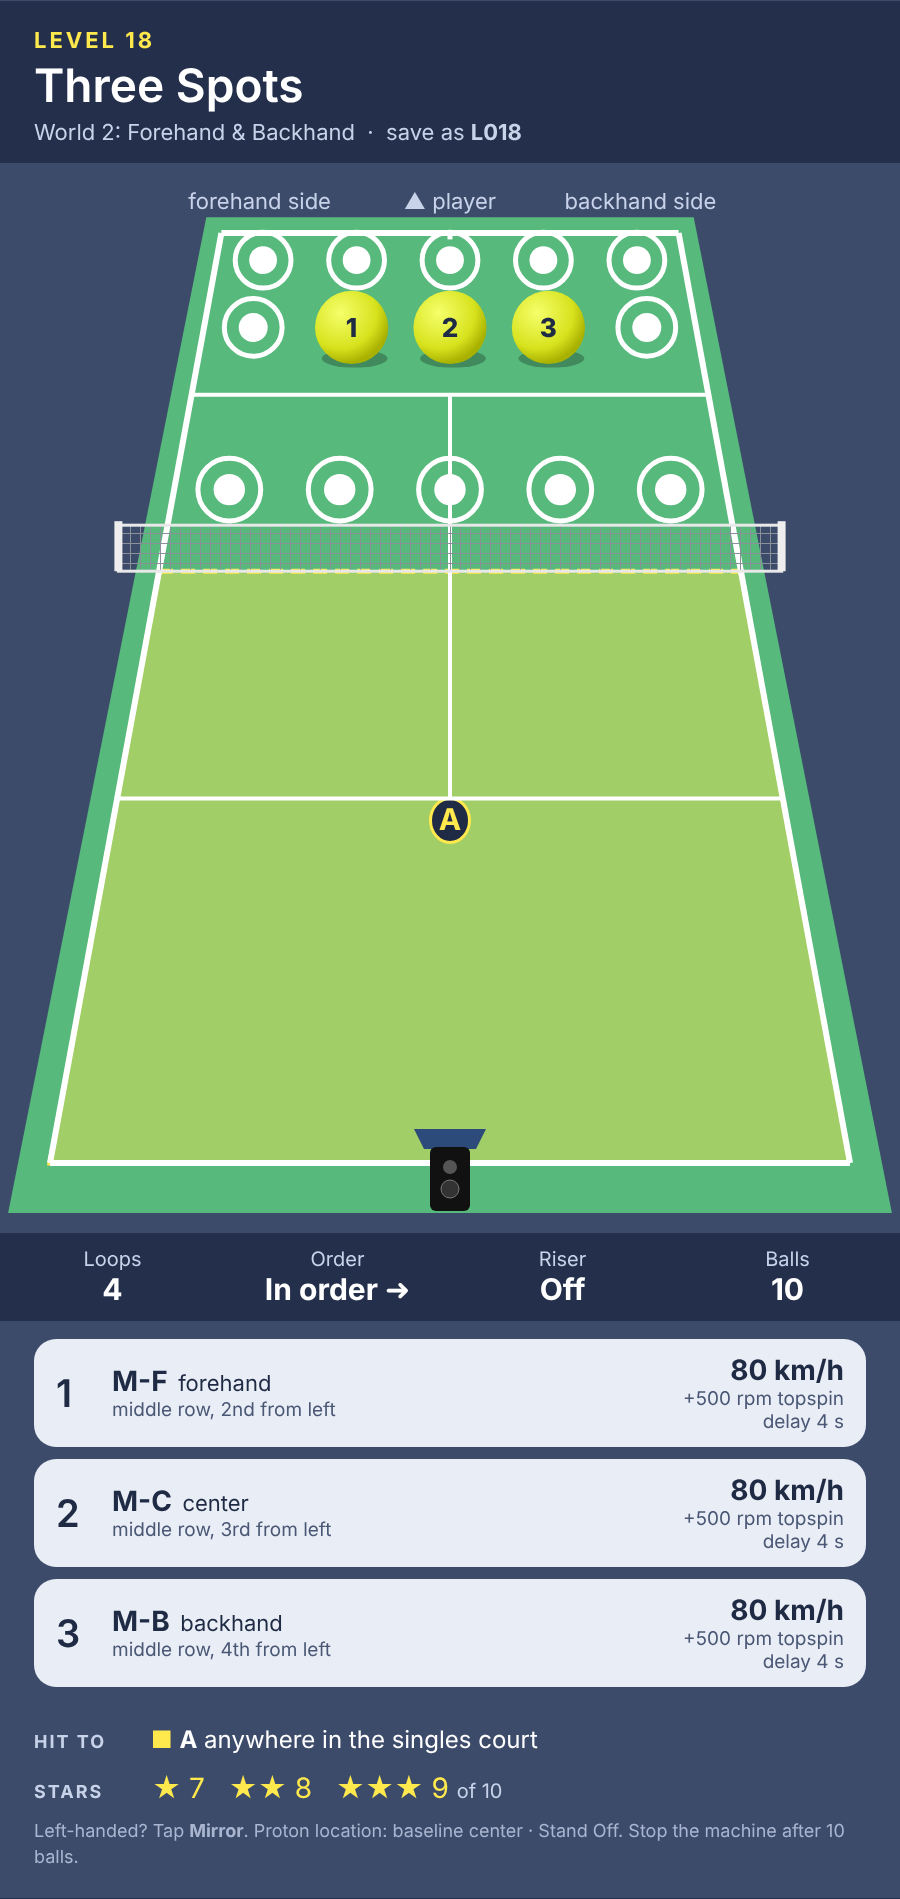 LEVEL 18
Three Spots
World 2: Forehand & Backhand · save as L018
forehand side ▲ player backhand side
1 2 3
A
Loops Order Riser Balls
4 In order ➔ Off 10
1 M-F forehand 80 km/h
middle row, 2nd from left +500 rpm topspin
delay 4 s
2 M-C center 80 km/h
middle row, 3rd from left +500 rpm topspin
delay 4 s
3 M-B backhand 80 km/h
middle row, 4th from left +500 rpm topspin
delay 4 s
HIT TO ■ A anywhere in the singles court
STARS ★ 7 ★★ 8 ★★★ 9 of 10
Left-handed? Tap Mirror. Proton location: baseline center · Stand Off. Stop the machine after 10
balls.